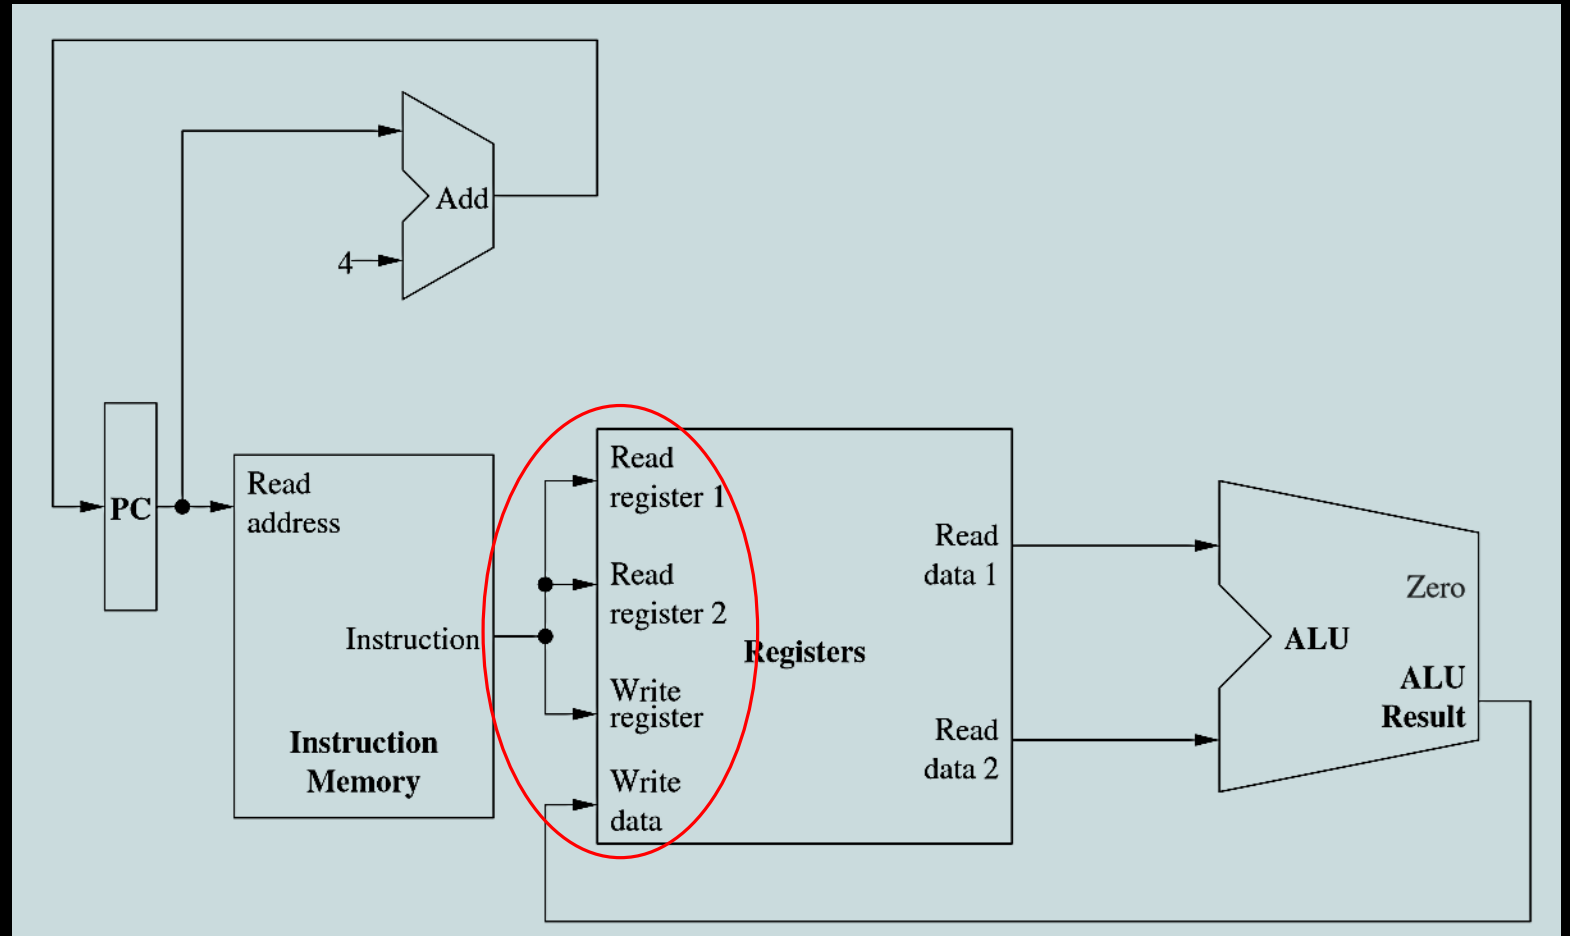 Add
4
PC
Read
address
Instruction
Instruction
Memory
Read
register 1
Read
register 2
Write
register
Write
data
Registers
Read
data 1
Read
data 2
Zero
ALU
ALU
Result